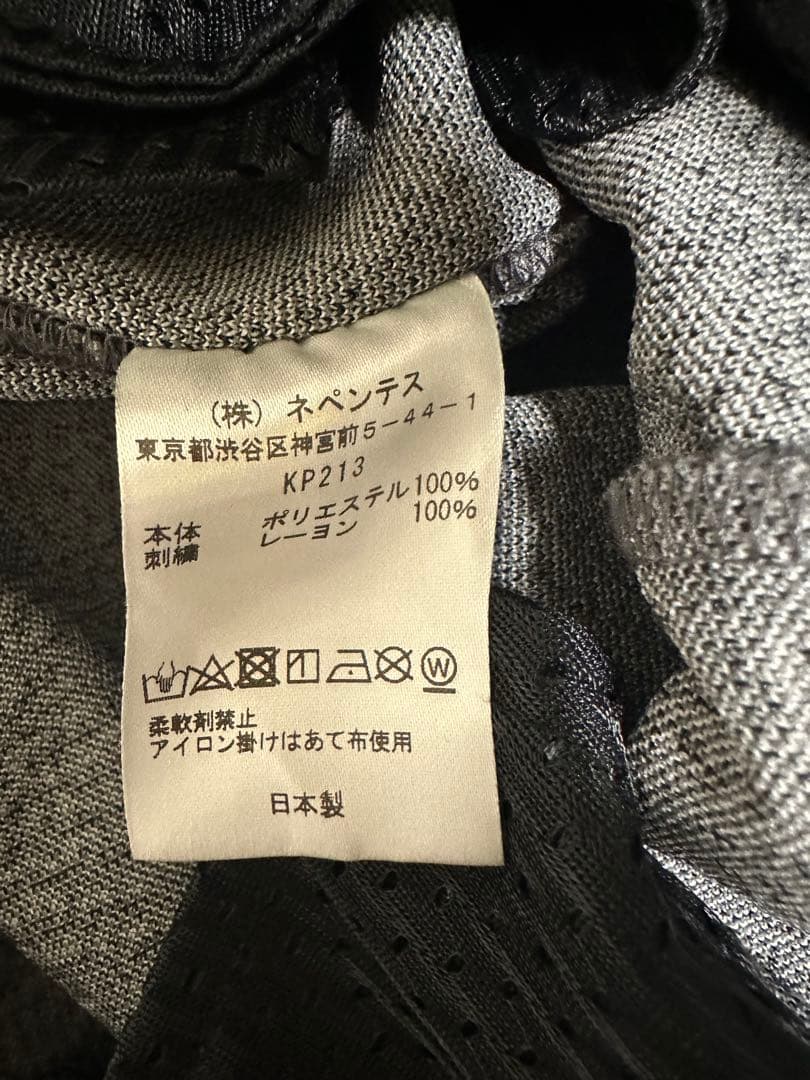 (株) ネペンテス
東京都渋谷区神宮前5-44-1
KP213
本体 ポリエステル100%
刺繍 レーヨン 100%
W
柔軟剤禁止
アイロン掛けはあて布使用
日本製